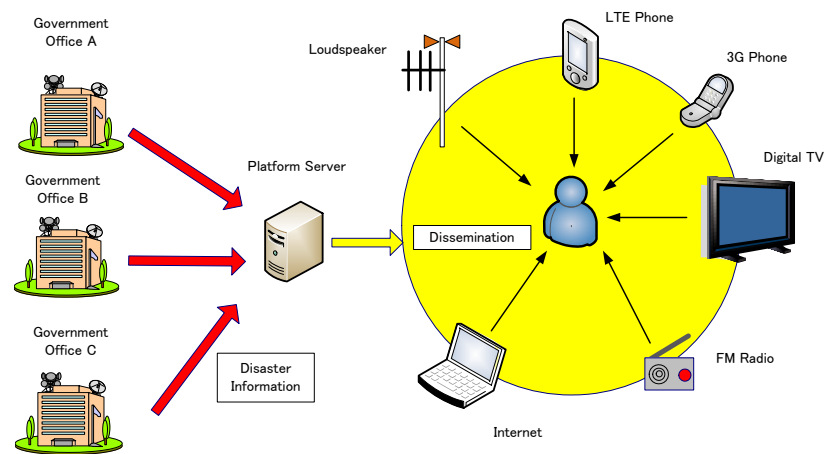 Government
Office A
Government
Office B
Government
Office C
Platform Server
Disaster
Information
Dissemination
Loudspeaker
LTE Phone
3G Phone
Digital TV
FM Radio
Internet